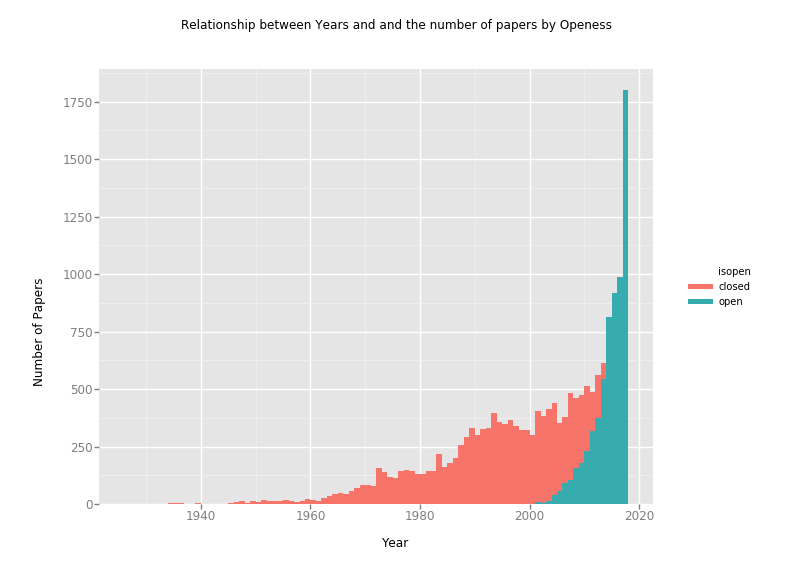 Relationship between Years and and the number of papers by Openess
1750
1500
1250
1000
750
500
250
0
1940
1960
1980
2000
2020
Year
Number of Papers
isopen
closed
open